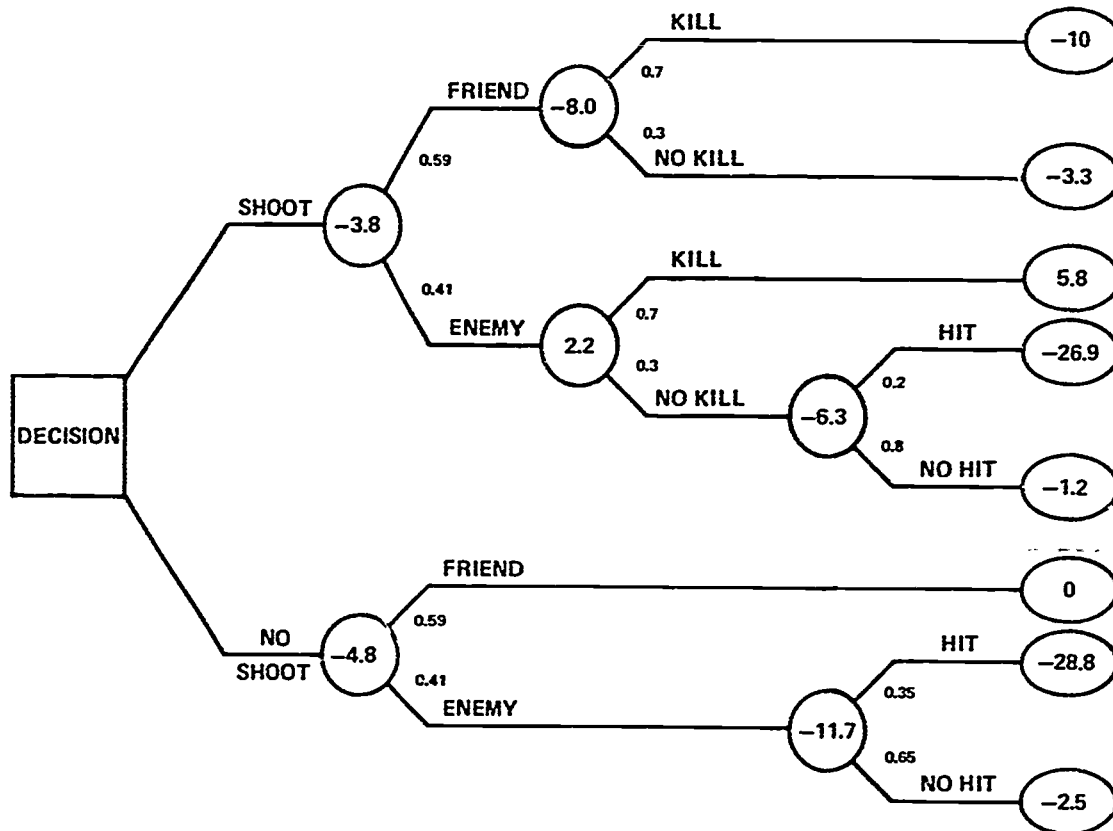 KILL
−10
0.7
FRIEND
−8.0
0.3
NO KILL
−3.3
0.59
SHOOT
−3.8
0.41
KILL
5.8
0.7
ENEMY
2.2
HIT
−26.9
0.3
0.2
NO KILL
−6.3
0.8
NO HIT
−1.2
DECISION
FRIEND
0
0.59
NO
SHOOT
−4.8
HIT
−28.8
0.41
0.35
ENEMY
−11.7
0.65
NO HIT
−2.5